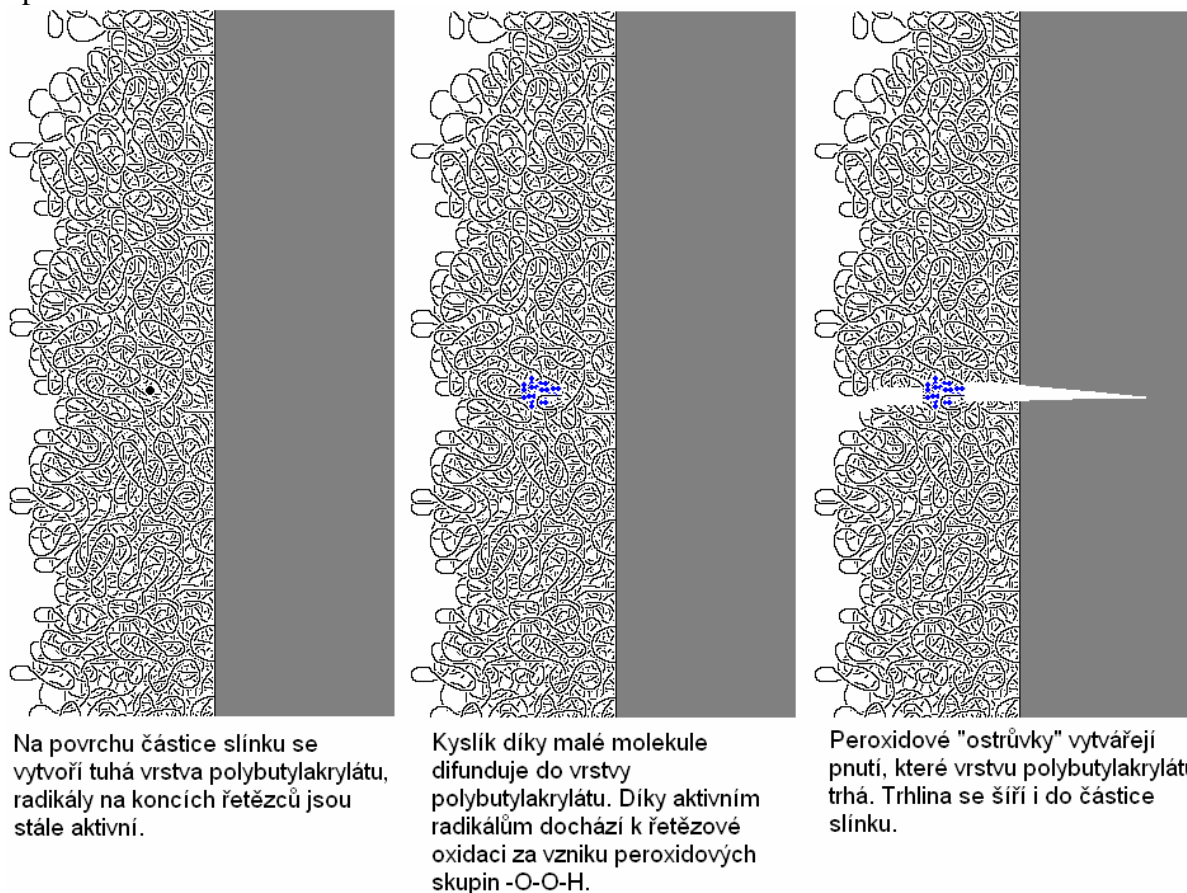 Na povrchu částice slínku se
vytvoří tuhá vrstva polybutylakrylátu,
radikály na koncích řetězců jsou
stále aktivní.
Kyslík díky malé molekule
difunduje do vrstvy
polybutylakrylátu. Díky aktivním
radikálům dochází k řetězové
oxidaci za vzniku peroxidových
skupin -O-O-H.
Peroxidové "ostrůvky" vytvářejí
pnutí, které vrstvu polybutylakrylátu
trhá. Trhlina se šíří i do částice
slínku.